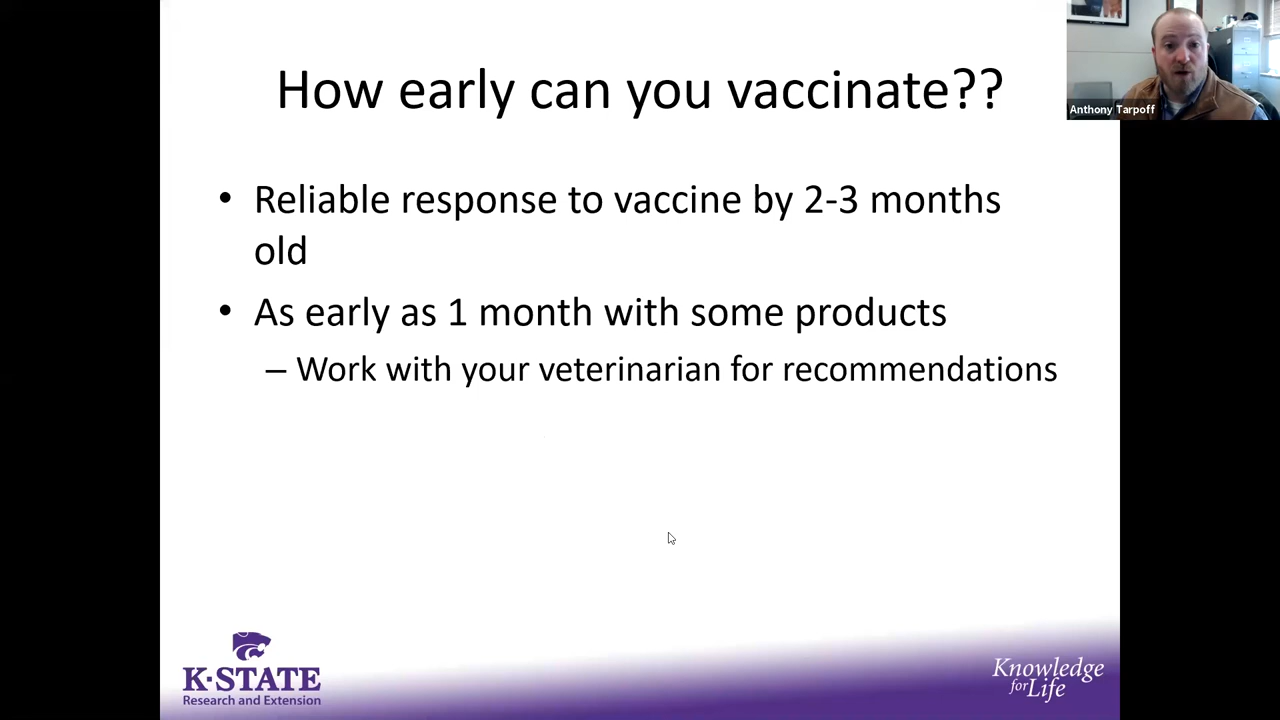 How early can you vaccinate??
Anthony Tarpoff
• Reliable response to vaccine by 2-3 months
old
• As early as 1 month with some products
– Work with your veterinarian for recommendations
K-STATE
Research and Extension
Knowledge
for Life